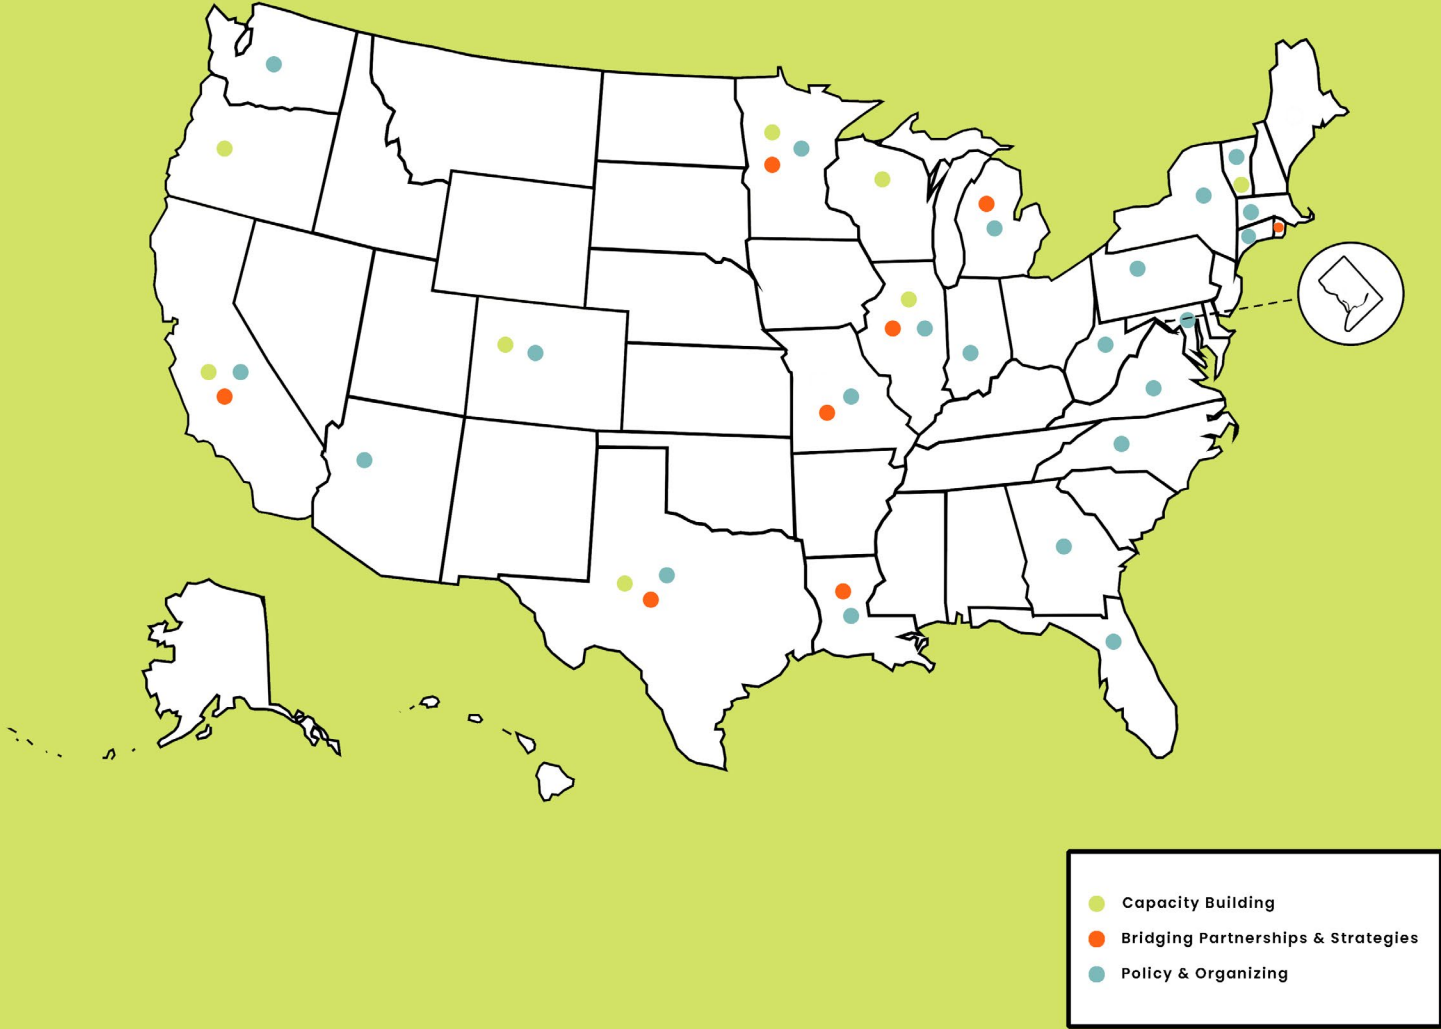 Capacity Building
Bridging Partnerships & Strategies
Policy & Organizing